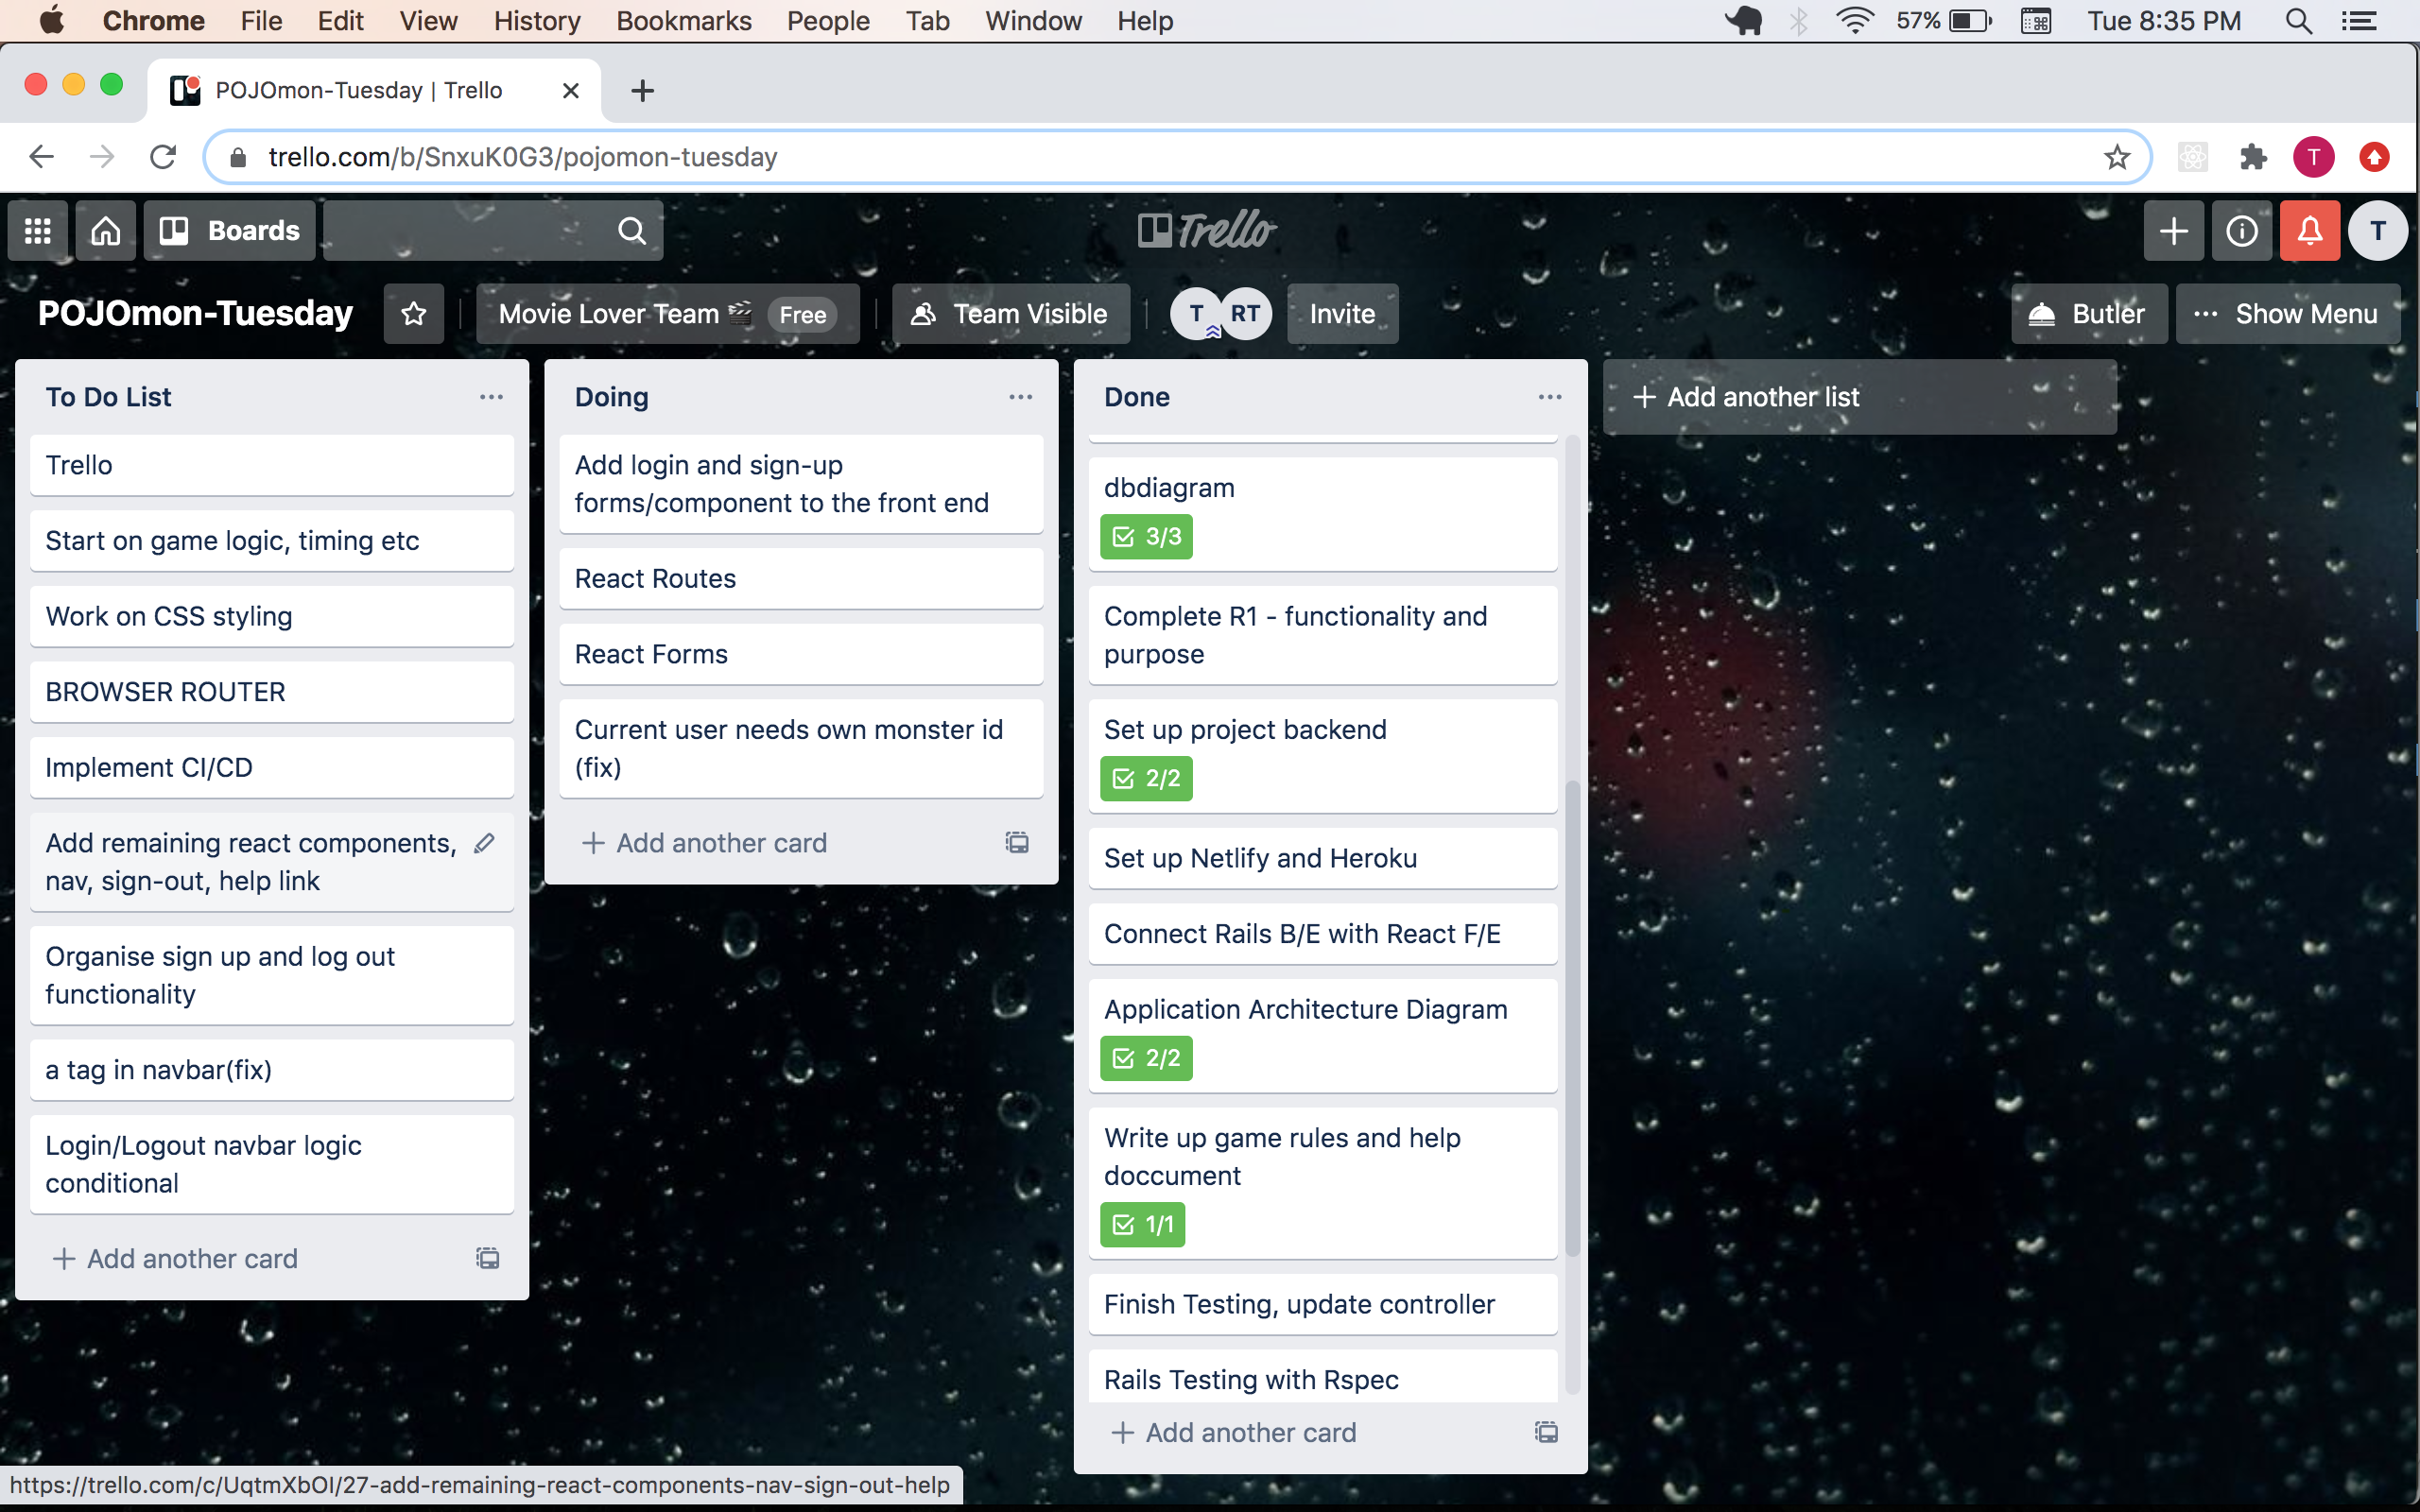 Chrome File Edit View History Bookmarks People Tab Window Help 57% Tue 8:35 PM
POJOmon-Tuesday | Trello
trello.com/b/SnxuK0G3/pojomon-tuesday T
Boards Trello T
POJOmon-Tuesday Movie Lover Team Free Team Visible T RT Invite Butler Show Menu
To Do List
Trello
Start on game logic, timing etc
Work on CSS styling
BROWSER ROUTER
Implement CI/CD
Add remaining react components,
nav, sign-out, help link
Organise sign up and log out
functionality
a tag in navbar(fix)
Login/Logout navbar logic
conditional
Add another card
Doing
Add login and sign-up
forms/component to the front end
React Routes
React Forms
Current user needs own monster id
(fix)
Add another card
Done
dbdiagram
3/3
Complete R1 - functionality and
purpose
Set up project backend
2/2
Set up Netlify and Heroku
Connect Rails B/E with React F/E
Application Architecture Diagram
2/2
Write up game rules and help
doccument
1/1
Finish Testing, update controller
Rails Testing with Rspec
Add another card
Add another list
https://trello.com/c/UqtmXbOI/27-add-remaining-react-components-nav-sign-out-help